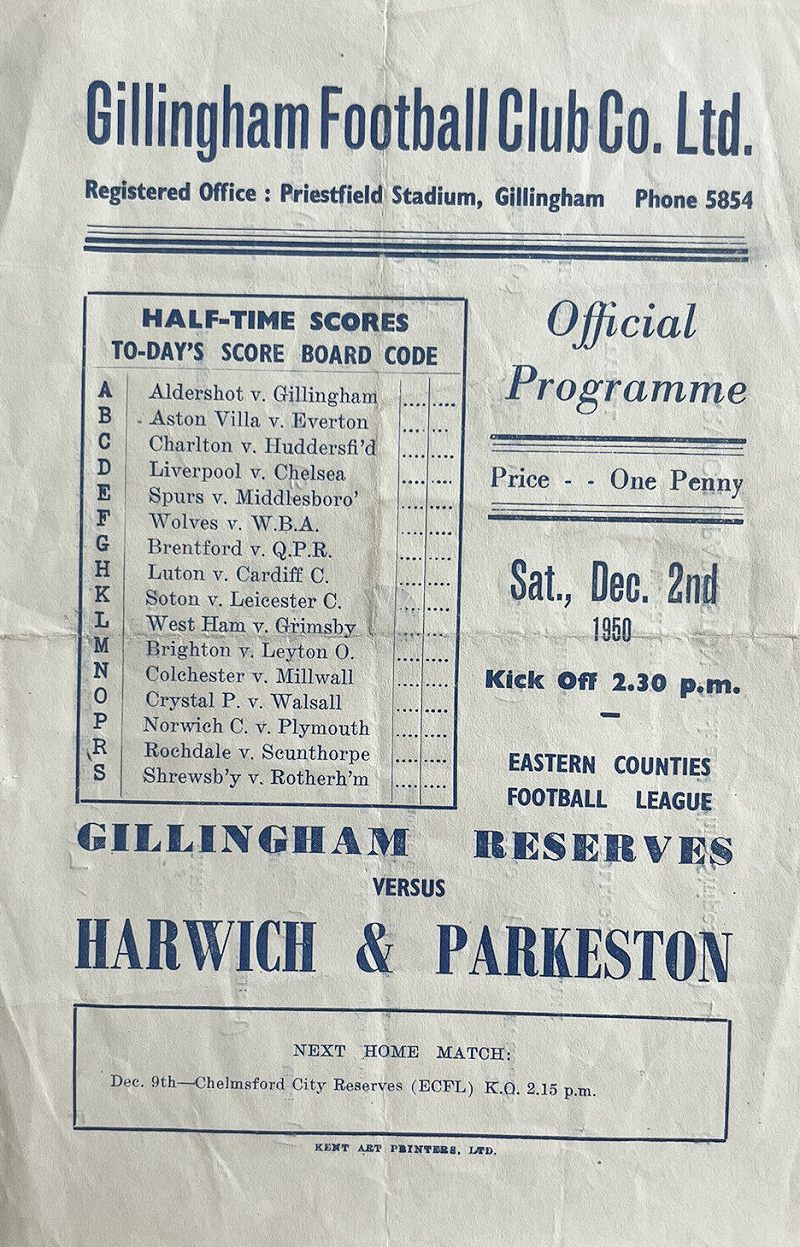 Gillingham Football Club Co. Ltd.
Registered Office : Priestfield Stadium, Gillingham Phone 5854
HALF-TIME SCORES
TO-DAY'S SCORE BOARD CODE
A Aldershot v. Gillingham .... ....
B Aston Villa v. Everton .... ....
C Charlton v. Huddersfi'd .... ....
D Liverpool v. Chelsea .... ....
E Spurs v. Middlesboro' .... ....
F Wolves v. W.B.A. .... ....
G Brentford v. Q.P.R. .... ....
H Luton v. Cardiff C. .... ....
K Soton v. Leicester C. .... ....
L West Ham v. Grimsby .... ....
M Brighton v. Leyton O. .... ....
N Colchester v. Millwall .... ....
O Crystal P. v. Walsall .... ....
P Norwich C. v. Plymouth .... ....
R Rochdale v. Scunthorpe .... ....
S Shrewsb'y v. Rotherh'm .... ....
Official
Programme
Price - - One Penny
Sat., Dec. 2nd
1950
Kick Off 2.30 p.m.
—
EASTERN COUNTIES
FOOTBALL LEAGUE
GILLINGHAM RESERVES
VERSUS
HARWICH & PARKESTON
NEXT HOME MATCH:
Dec. 9th—Chelmsford City Reserves (ECFL) K.O. 2.15 p.m.
KENT ART PRINTERS, LTD.